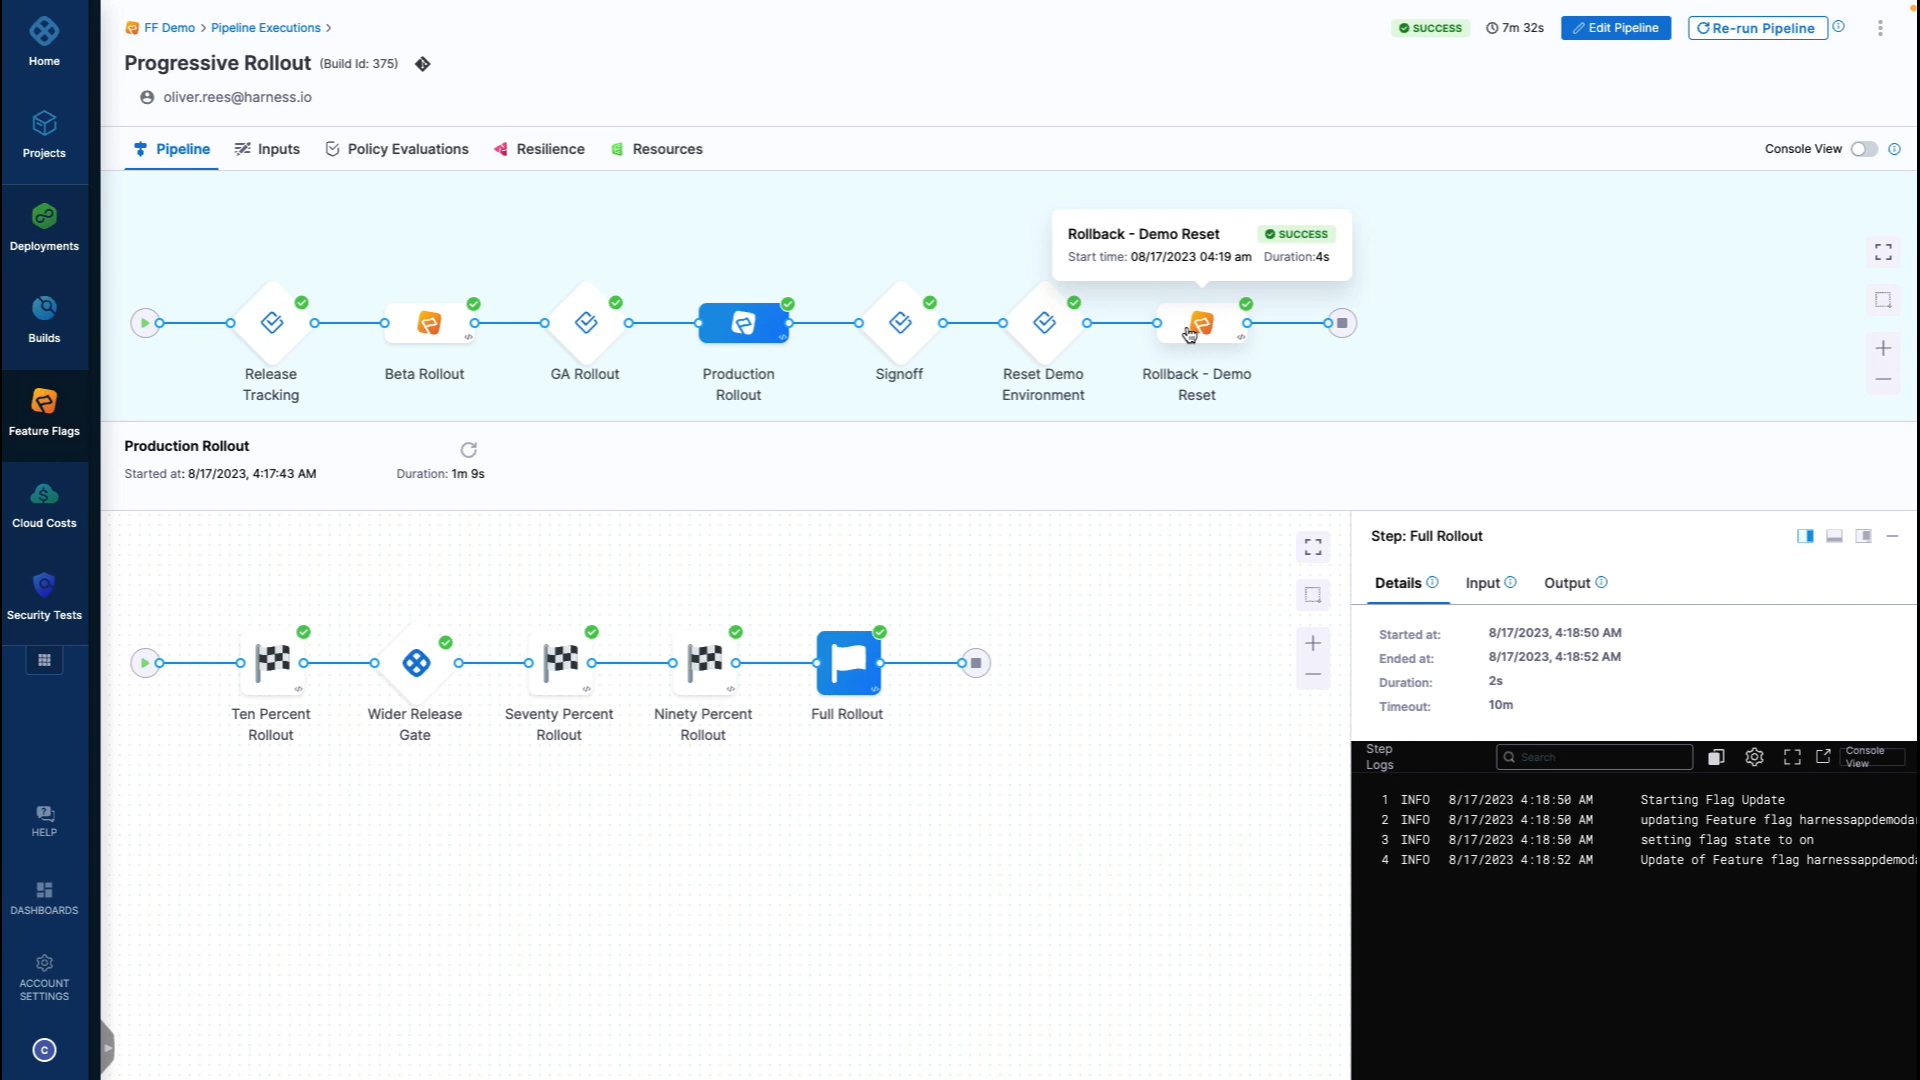 FF Demo > Pipeline Executions >
SUCCESS
7m 32s
Edit Pipeline
Re-run Pipeline
Progressive Rollout (Build Id: 375)
oliver.rees@harness.io
Home
Projects
Deployments
Builds
Feature Flags
Cloud Costs
Security Tests
HELP
DASHBOARDS
ACCOUNT
SETTINGS
C
Pipeline
Inputs
Policy Evaluations
Resilience
Resources
Console View
Rollback - Demo Reset
SUCCESS
Start time: 08/17/2023 04:19 am Duration:4s
Release
Tracking
Beta Rollout
GA Rollout
Production
Rollout
Signoff
Reset Demo
Environment
Rollback - Demo
Reset
Production Rollout
Started at: 8/17/2023, 4:17:43 AM
Duration: 1m 9s
Ten Percent
Rollout
Wider Release
Gate
Seventy Percent
Rollout
Ninety Percent
Rollout
Full Rollout
Step: Full Rollout
Details
Input
Output
Started at: 8/17/2023, 4:18:50 AM
Ended at: 8/17/2023, 4:18:52 AM
Duration: 2s
Timeout: 10m
Step
Logs
Search
Console
View
1 INFO 8/17/2023 4:18:50 AM Starting Flag Update
2 INFO 8/17/2023 4:18:50 AM updating Feature flag harnessappdemoda
3 INFO 8/17/2023 4:18:50 AM setting flag state to on
4 INFO 8/17/2023 4:18:52 AM Update of Feature flag harnessappdemoda